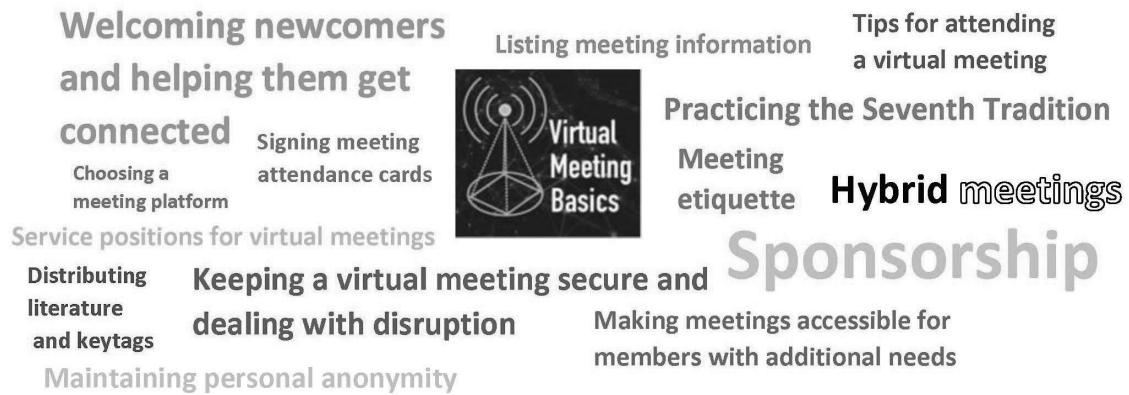 Welcoming newcomers
and helping them get
connected
Listing meeting information
Tips for attending
a virtual meeting
Practicing the Seventh Tradition
Signing meeting
attendance cards
Virtual
Meeting
Basics
Meeting
etiquette
Hybrid meetings
Choosing a
meeting platform
Service positions for virtual meetings
Sponsorship
Distributing
literature
and keytags
Keeping a virtual meeting secure and
dealing with disruption
Making meetings accessible for
members with additional needs
Maintaining personal anonymity